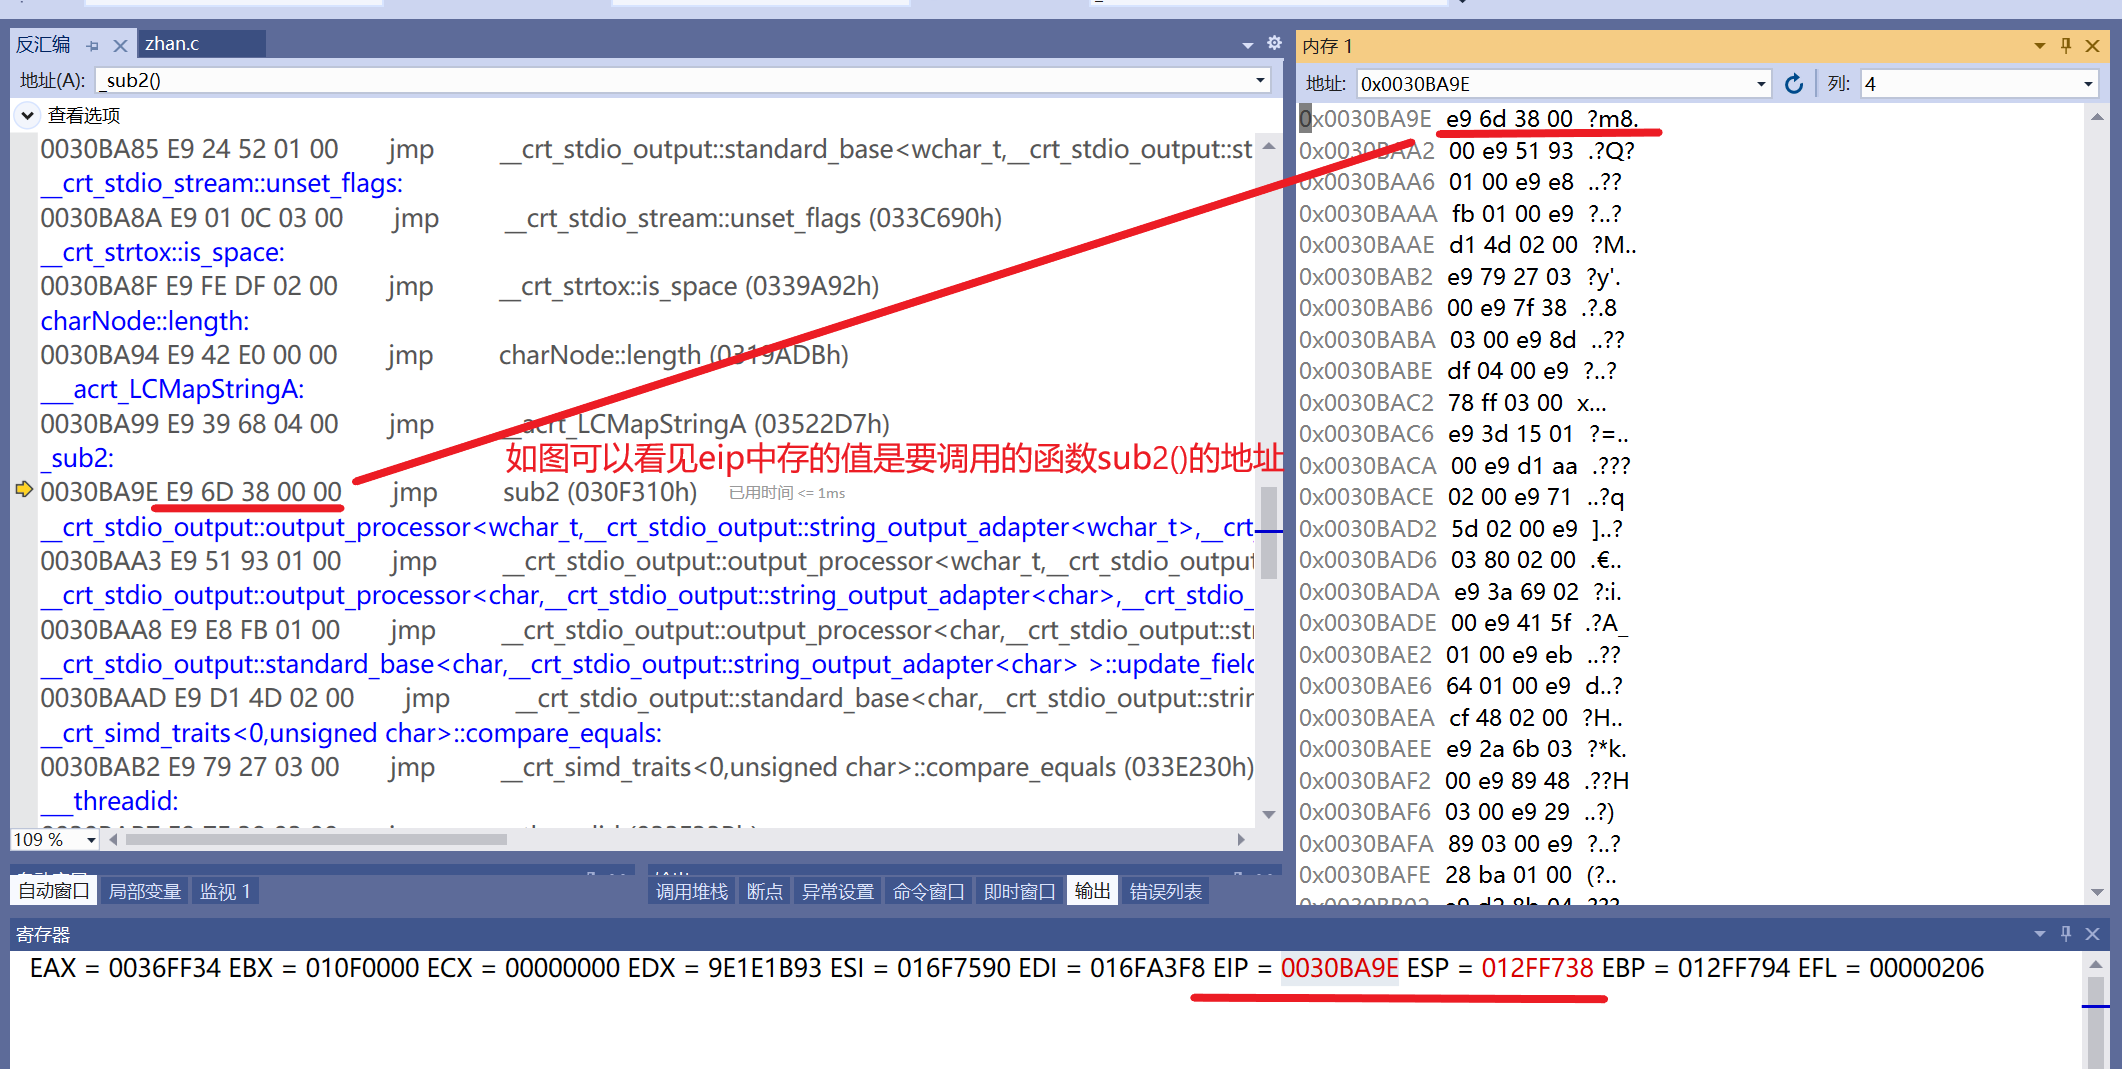 反汇编 zhan.c
地址(A): _sub2()
查看选项
0030BA85 E9 24 52 01 00 jmp __crt_stdio_output::standard_base<wchar_t,__crt_stdio_output::st
__crt_stdio_stream::unset_flags:
0030BA8A E9 01 0C 03 00 jmp __crt_stdio_stream::unset_flags (033C690h)
__crt_strtox::is_space:
0030BA8F E9 FE DF 02 00 jmp __crt_strtox::is_space (0339A92h)
charNode::length:
0030BA94 E9 42 E0 00 00 jmp charNode::length (0319ADBh)
___acrt_LCMapStringA:
0030BA99 E9 39 68 04 00 jmp __acrt_LCMapStringA (03522D7h)
_sub2:
如图可以看见eip中存的值是要调用的函数sub2()的地址
0030BA9E E9 6D 38 00 00 jmp sub2 (030F310h) 已用时间 <= 1ms
__crt_stdio_output::output_processor<wchar_t,__crt_stdio_output::string_output_adapter<wchar_t>,__crt_
0030BAA3 E9 51 93 01 00 jmp __crt_stdio_output::output_processor<wchar_t,__crt_stdio_output
__crt_stdio_output::output_processor<char,__crt_stdio_output::string_output_adapter<char>,__crt_stdio_
0030BAA8 E9 E8 FB 01 00 jmp __crt_stdio_output::output_processor<char,__crt_stdio_output::st
__crt_stdio_output::standard_base<char,__crt_stdio_output::string_output_adapter<char> >::update_field
0030BAAD E9 D1 4D 02 00 jmp __crt_stdio_output::standard_base<char,__crt_stdio_output::strin
__crt_simd_traits<0,unsigned char>::compare_equals:
0030BAB2 E9 79 27 03 00 jmp __crt_simd_traits<0,unsigned char>::compare_equals (033E230h)
___threadid:
109 %
内存 1
地址: 0x0030BA9E 列: 4
0x0030BA9E e9 6d 38 00 ?m8.
0x0030BAA2 00 e9 51 93 .?Q?
0x0030BAA6 01 00 e9 e8 ..??
0x0030BAAA fb 01 00 e9 ?..?
0x0030BAAE d1 4d 02 00 ?M..
0x0030BAB2 e9 79 27 03 ?y'.
0x0030BAB6 00 e9 7f 38 .?.8
0x0030BABA 03 00 e9 8d ..??
0x0030BABE df 04 00 e9 ?..?
0x0030BAC2 78 ff 03 00 x...
0x0030BAC6 e9 3d 15 01 ?=..
0x0030BACA 00 e9 d1 aa .???
0x0030BACE 02 00 e9 71 ..?q
0x0030BAD2 5d 02 00 e9 ]..?
0x0030BAD6 03 80 02 00 .€..
0x0030BADA e9 3a 69 02 ?:i.
0x0030BADE 00 e9 41 5f .?A_
0x0030BAE2 01 00 e9 eb ..??
0x0030BAE6 64 01 00 e9 d..?
0x0030BAEA cf 48 02 00 ?H..
0x0030BAEE e9 2a 6b 03 ?*k.
0x0030BAF2 00 e9 89 48 .??H
0x0030BAF6 03 00 e9 29 ..?)
0x0030BAFA 89 03 00 e9 ?..?
0x0030BAFE 28 ba 01 00 (?..
自动窗口 局部变量 监视 1 调用堆栈 断点 异常设置 命令窗口 即时窗口 输出 错误列表
寄存器
EAX = 0036FF34 EBX = 010F0000 ECX = 00000000 EDX = 9E1E1B93 ESI = 016F7590 EDI = 016FA3F8 EIP = 0030BA9E ESP = 012FF738 EBP = 012FF794 EFL = 00000206